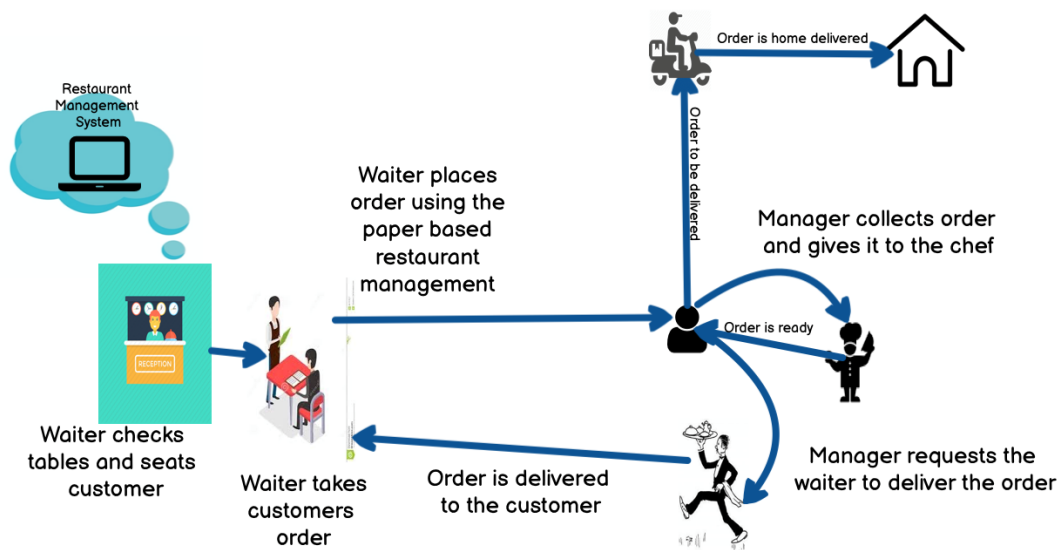 Restaurant
Management
System
RECEPTION
Waiter checks
tables and seats
customer
Waiter takes
customers
order
Waiter places
order using the
paper based
restaurant
management
Order is home delivered
Order to be delivered
Manager collects order
and gives it to the chef
Order is ready
Manager requests the
waiter to deliver the order
Order is delivered
to the customer